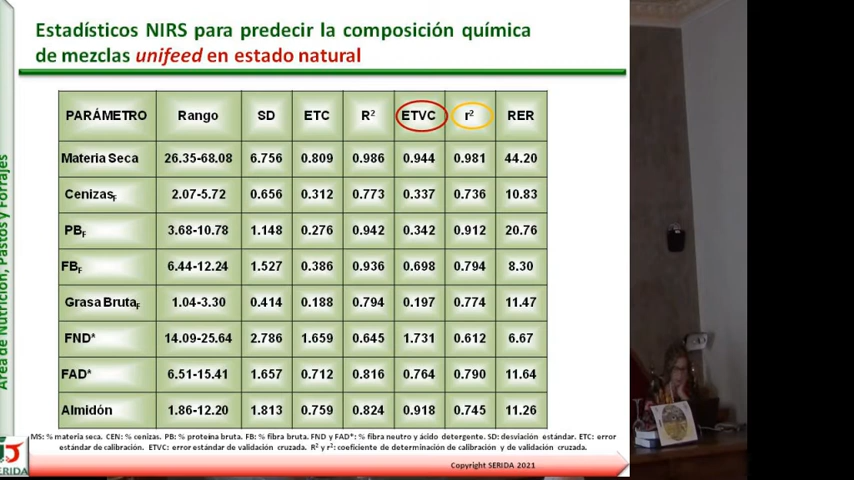 Estadísticos NIRS para predecir la composición química
de mezclas unifeed en estado natural
PARÁMETRO Rango SD ETC R² ETVC r² RER
Materia Seca 26.35-68.08 6.756 0.809 0.986 0.944 0.981 44.20
Cenizas_F 2.07-5.72 0.656 0.312 0.773 0.337 0.736 10.83
PB_F 3.68-10.78 1.148 0.276 0.942 0.342 0.912 20.76
FB_F 6.44-12.24 1.527 0.386 0.936 0.698 0.794 8.30
Grasa Bruta_F 1.04-3.30 0.414 0.188 0.794 0.197 0.774 11.47
FND* 14.09-25.64 2.786 1.659 0.645 1.731 0.612 6.67
FAD* 6.51-15.41 1.657 0.712 0.816 0.764 0.790 11.64
Almidón 1.86-12.20 1.813 0.759 0.824 0.918 0.745 11.26
MS: % materia seca. CEN: % cenizas. PB: % proteína bruta. FB: % fibra bruta. FND y FAD*: % fibra neutro y ácido detergente. SD: desviación estándar. ETC: error
estándar de calibración. ETVC: error estándar de validación cruzada. R² y r²: coeficiente de determinación de calibración y de validación cruzada.
Copyright SERIDA 2021
Área de Nutrición, Pastos y Forrajes
SERIDA